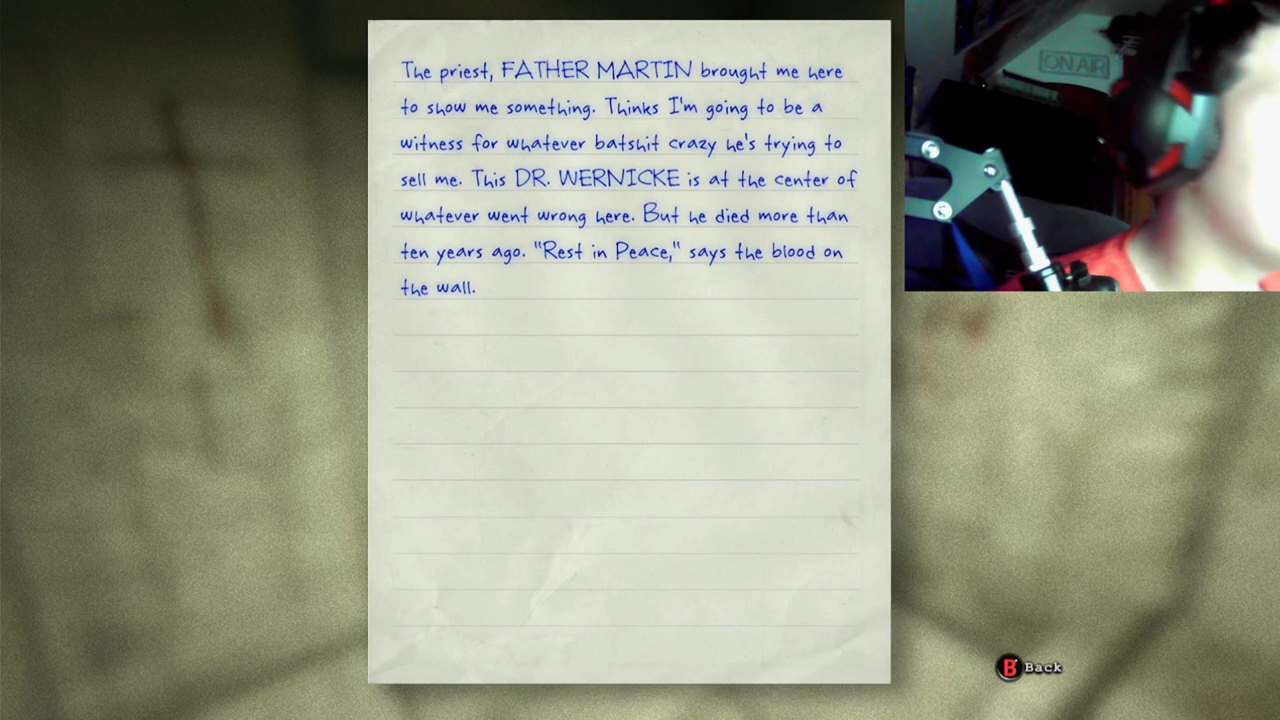 The priest, FATHER MARTIN brought me here
to show me something. Thinks I'm going to be a
witness for whatever batshit crazy he's trying to
sell me. This DR. WERNICKE is at the center of
whatever went wrong here. But he died more than
ten years ago. "Rest in Peace," says the blood on
the wall.
ON AIR
B Back